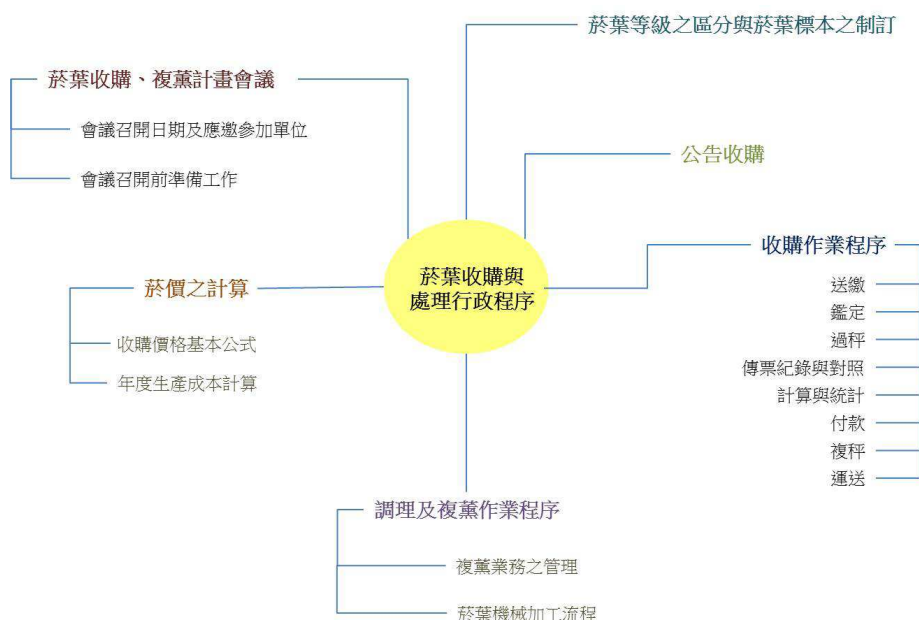 菸葉等級之區分與菸葉標本之制訂
菸葉收購、複薰計畫會議
會議召開日期及應邀參加單位
會議召開前準備工作
公告收購
收購作業程序
送繳
鑑定
過秤
傳票紀錄與對照
計算與統計
付款
複秤
運送
菸葉收購與
處理行政程序
菸價之計算
收購價格基本公式
年度生產成本計算
調理及複薰作業程序
複薰業務之管理
菸葉機械加工流程